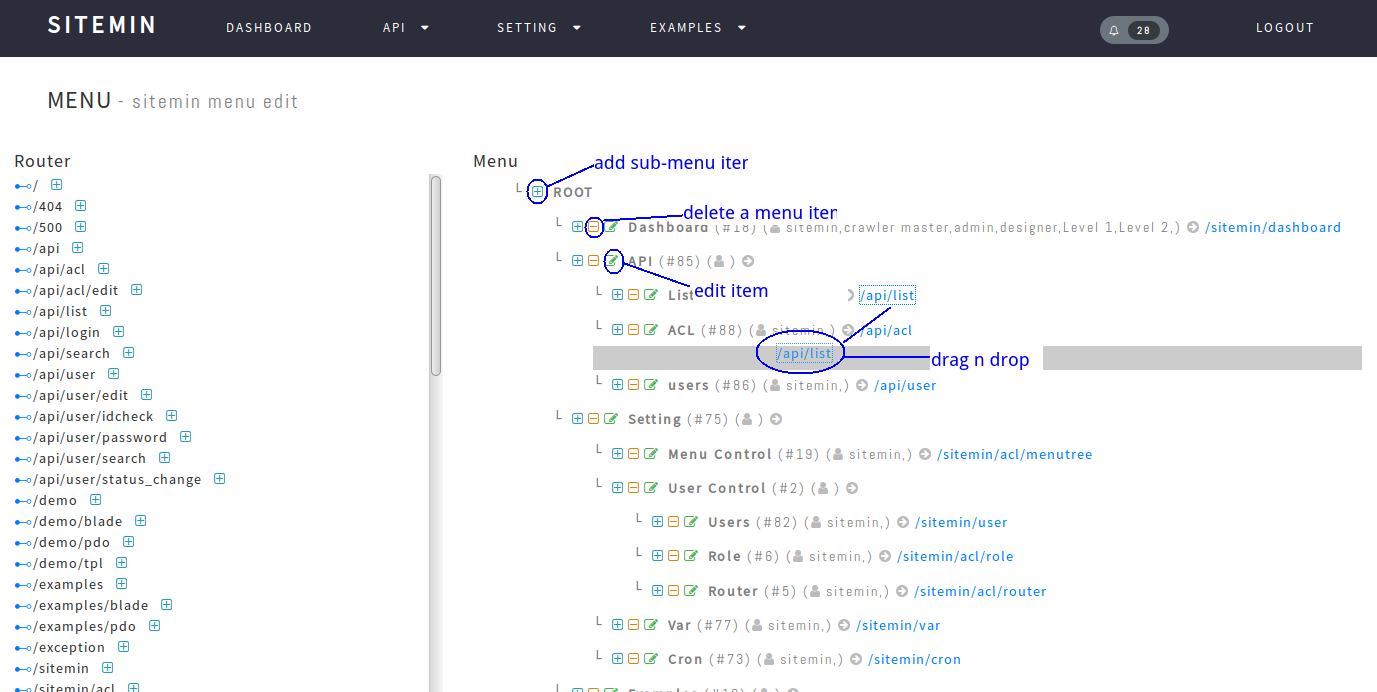 SITEMIN DASHBOARD API SETTING EXAMPLES 28 LOGOUT
MENU - sitemin menu edit
Router
/
/404
/500
/api
/api/acl
/api/acl/edit
/api/list
/api/login
/api/search
/api/user
/api/user/edit
/api/user/idcheck
/api/user/password
/api/user/search
/api/user/status_change
/demo
/demo/blade
/demo/pdo
/demo/tpl
/examples
/examples/blade
/examples/pdo
/exception
/sitemin
/sitemin/acl
Menu
add sub-menu iter
ROOT
delete a menu iter
Dashboard (#18) ( sitemin,crawler master,admin,designer,Level 1,Level 2,) /sitemin/dashboard
API (#85) ( )
edit item
List /api/list
ACL (#88) ( sitemin,) /api/acl
/api/list
drag n drop
users (#86) ( sitemin,) /api/user
Setting (#75) ( )
Menu Control (#19) ( sitemin,) /sitemin/acl/menutree
User Control (#2) ( )
Users (#82) ( sitemin,) /sitemin/user
Role (#6) ( sitemin,) /sitemin/acl/role
Router (#5) ( sitemin,) /sitemin/acl/router
Var (#77) ( sitemin,) /sitemin/var
Cron (#73) ( sitemin,) /sitemin/cron